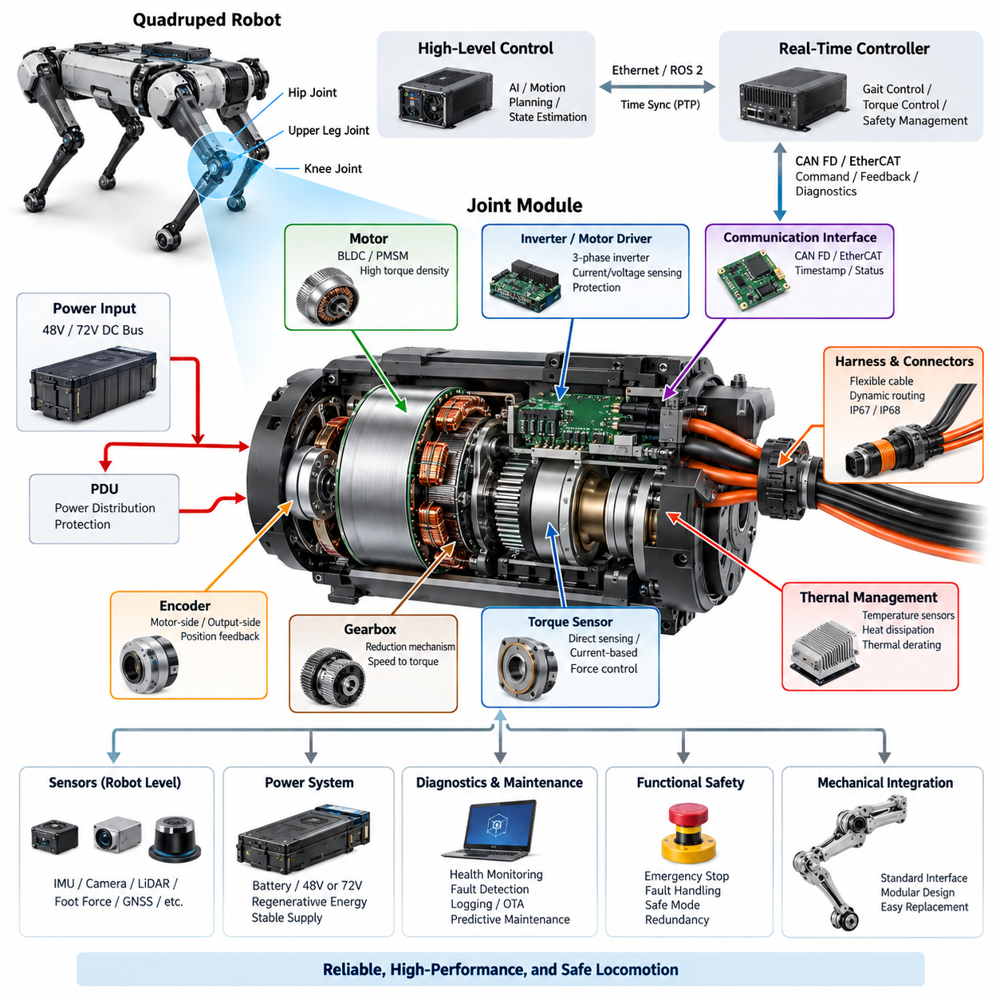 Quadruped Robot
Hip Joint
Upper Leg Joint
Knee Joint
High-Level Control
AI / Motion
Planning /
State Estimation
Ethernet / ROS 2
Time Sync (PTP)
Real-Time Controller
Gait Control /
Torque Control /
Safety Management
CAN FD / EtherCAT
Command / Feedback /
Diagnostics
Joint Module
Motor
BLDC / PMSM
High torque density
Inverter / Motor Driver
3-phase inverter
Current/voltage sensing
Protection
Communication Interface
CAN FD / EtherCAT
Timestamp / Status
Power Input
48V / 72V DC Bus
Harness & Connectors
Flexible cable
Dynamic routing
IP67 / IP68
PDU
Power Distribution
Protection
Encoder
Motor-side / Output-side
Position feedback
Gearbox
Reduction mechanism
Speed to torque
Torque Sensor
Direct sensing /
Current-based
Force control
Thermal Management
Temperature sensors
Heat dissipation
Thermal derating
Sensors (Robot Level)
IMU / Camera / LiDAR /
Foot Force / GNSS / etc.
Power System
Battery / 48V or 72V
Regenerative Energy
Stable Supply
Diagnostics & Maintenance
Health Monitoring
Fault Detection
Logging / OTA
Predictive Maintenance
Functional Safety
Emergency Stop
Fault Handling
Safe Mode
Redundancy
Mechanical Integration
Standard Interface
Modular Design
Easy Replacement
Reliable, High-Performance, and Safe Locomotion